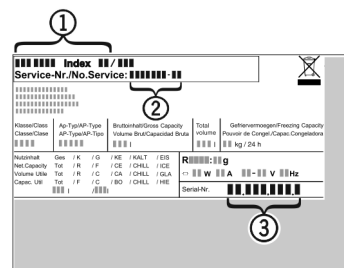 1
Index /
Service-Nr./No.Service: -
2
Klasse/Class Ap-Typ/AP-Type Bruttoinhalt/Gross Capacity Total Gefriervermoegen/Freezing Capacity
Classe/Clase AP-Type/AP-Tipo Volume Brut/Capacidad Bruta volume Pouvoir de Congel./Capac.Congeladora
l l kg / 24 h
Nutzinhalt Ges / K / G / KE / KALT / EIS
Net.Capacity Tot / R / F / CE / CHILL / ICE
Volume Utile Tot / R / C / CA / CHILL / GLA
Capac. Util Tot / F / C / BO / CHILL / HIE
l / l
R : g
W A - V Hz
Serial-Nr. . . .
3